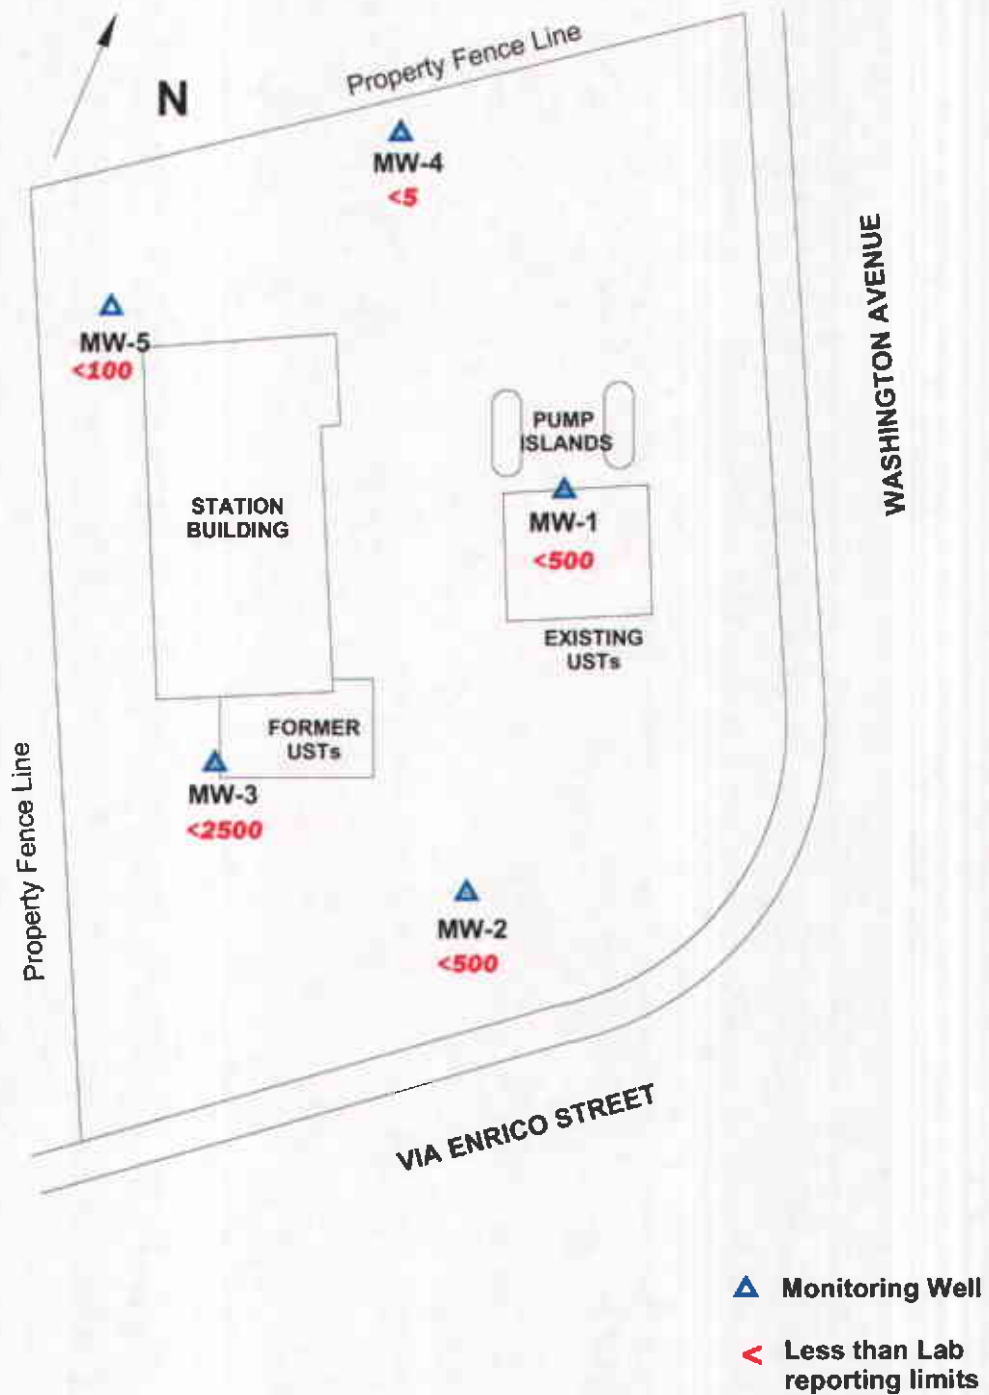 N
Property Fence Line
MW-4
<5
MW-5
<100
WASHINGTON AVENUE
PUMP
ISLANDS
STATION
BUILDING
MW-1
<500
EXISTING
USTs
FORMER
USTs
MW-3
<2500
Property Fence Line
MW-2
<500
VIA ENRICO STREET
Monitoring Well
< Less than Lab
reporting limits